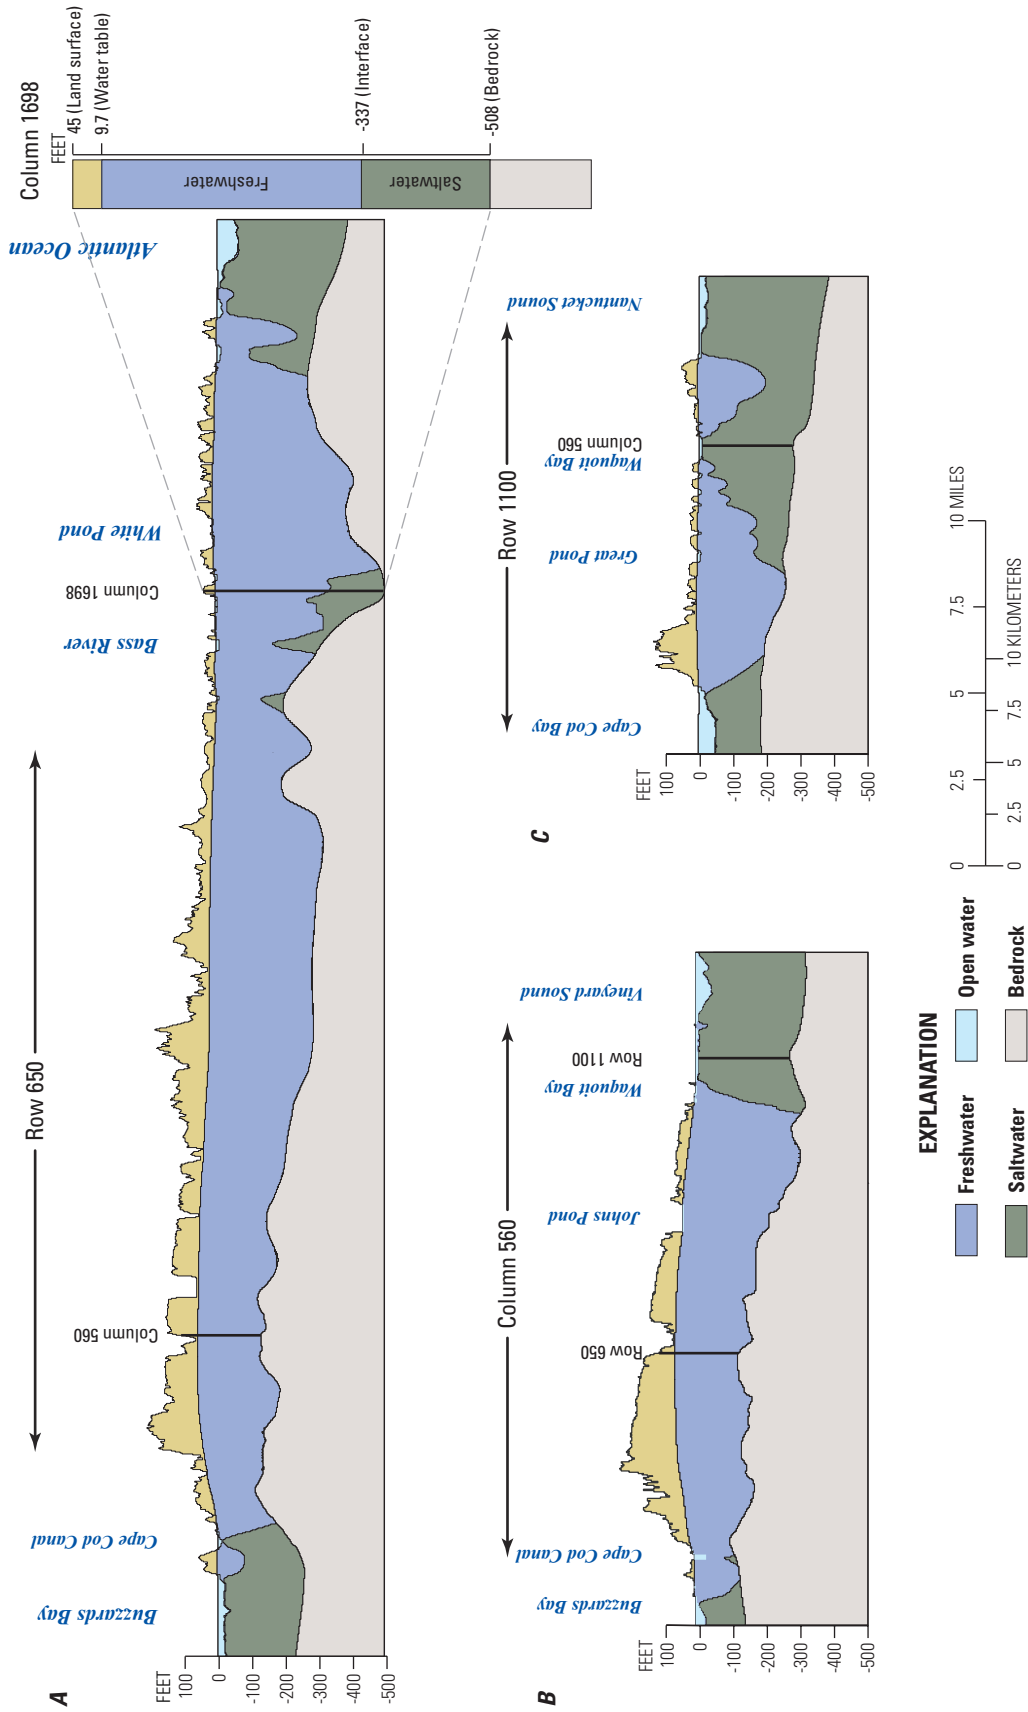 A
Row 650
Buzzards Bay
Cape Cod Canal
Column 560
Bass River
Column 1698
White Pond
Atlantic Ocean
FEET
100
0
-100
-200
-300
-400
-500
Column 1698
FEET
45 (Land surface)
9.7 (Water table)
-337 (Interface)
-508 (Bedrock)
Freshwater
Saltwater
B
Column 560
Buzzards Bay
Cape Cod Canal
Row 650
Johns Pond
Waquoit Bay
Row 1100
Vineyard Sound
FEET
100
0
-100
-200
-300
-400
-500
C
Row 1100
Cape Cod Bay
Great Pond
Waquoit Bay
Column 560
Nantucket Sound
FEET
100
0
-100
-200
-300
-400
-500
EXPLANATION
Freshwater
Open water
Saltwater
Bedrock
0 2.5 5 7.5 10 MILES
0 2.5 5 7.5 10 KILOMETERS